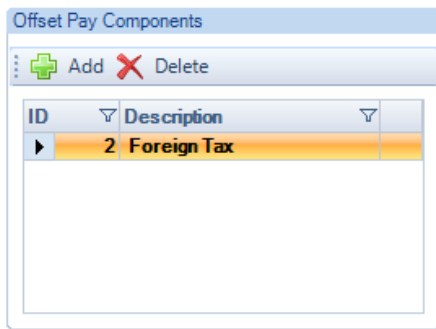 Offset Pay Components
Add Delete
ID Description
2 Foreign Tax